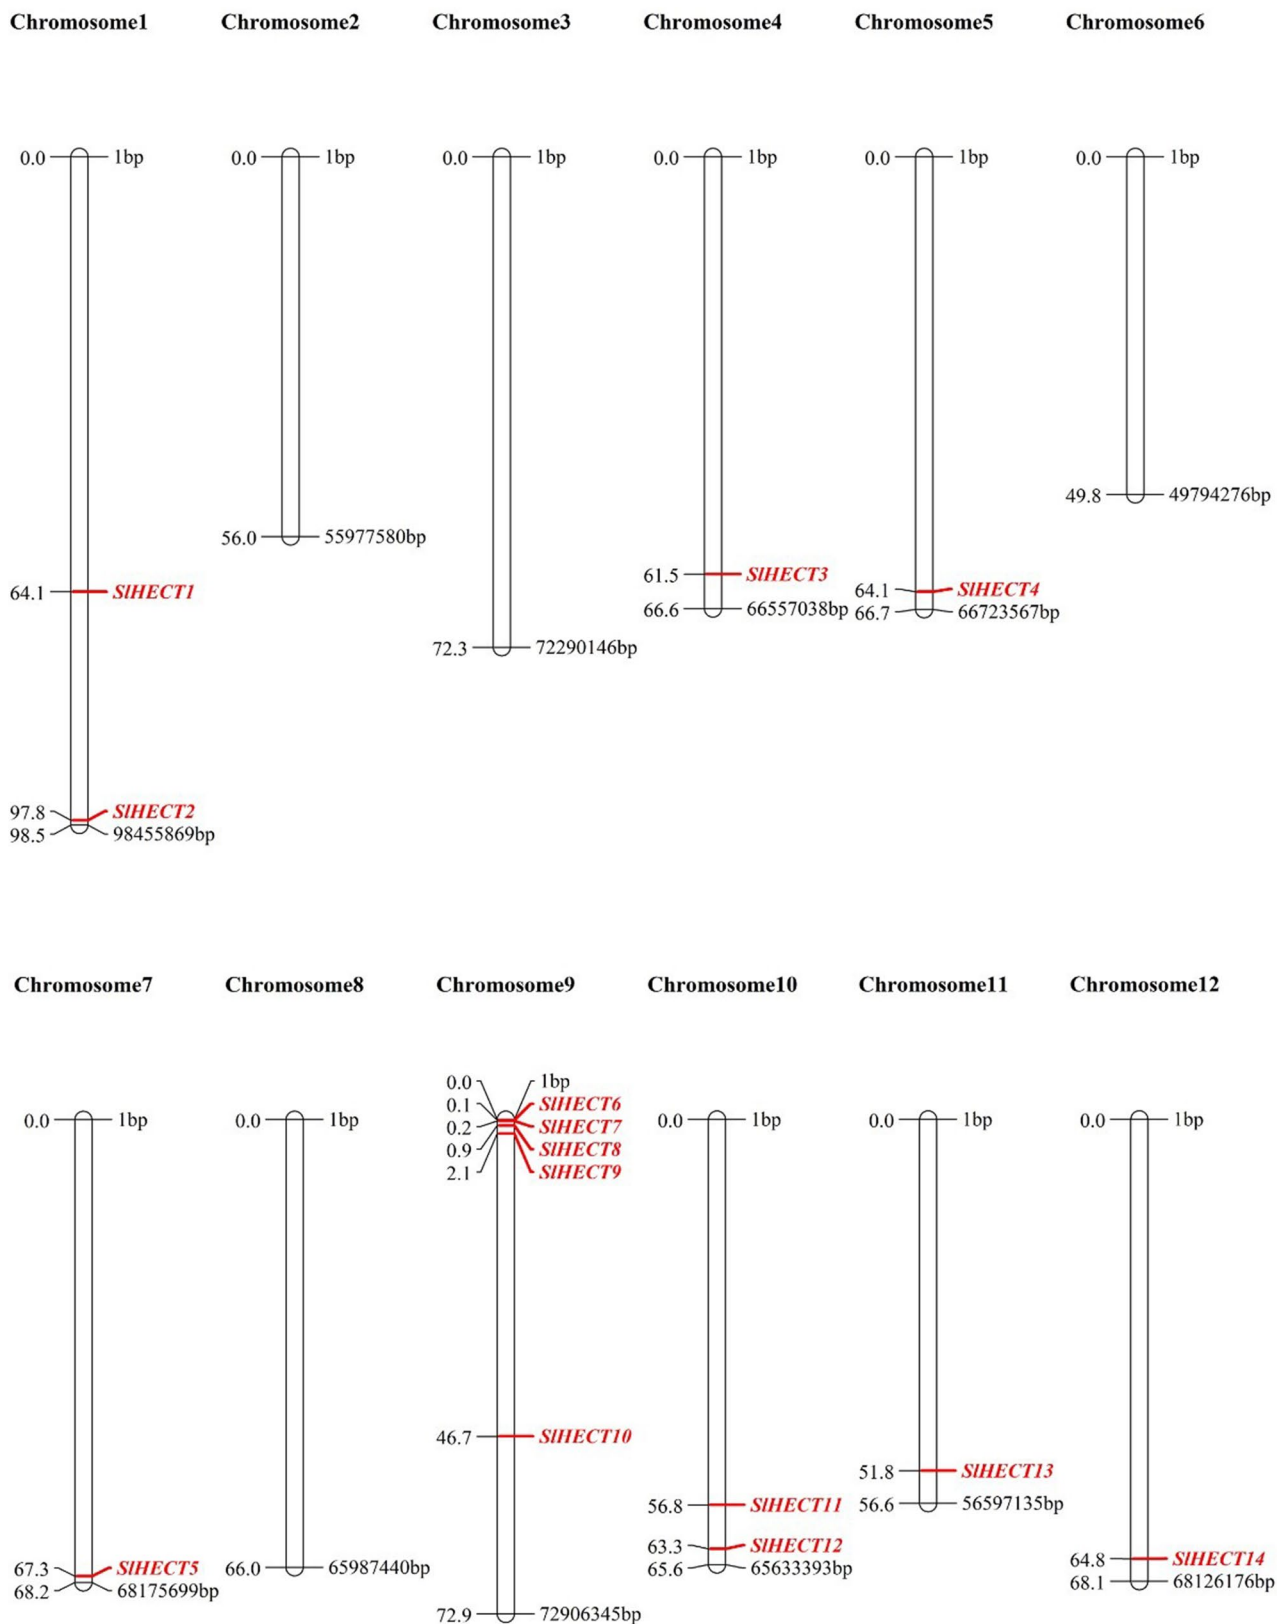 Chromosome1 Chromosome2 Chromosome3 Chromosome4 Chromosome5 Chromosome6
0.0 1bp 0.0 1bp 0.0 1bp 0.0 1bp 0.0 1bp 0.0 1bp
49.8 49794276bp
56.0 55977580bp
61.5 SlHECT3
64.1 SlHECT1 64.1 SlHECT4
66.6 66557038bp 66.7 66723567bp
72.3 72290146bp
97.8 SlHECT2
98.5 98455869bp
Chromosome7 Chromosome8 Chromosome9 Chromosome10 Chromosome11 Chromosome12
0.0 1bp
0.1 SlHECT6
0.0 1bp 0.0 1bp 0.2 SlHECT7 0.0 1bp 0.0 1bp 0.0 1bp
0.9 SlHECT8
2.1 SlHECT9
46.7 SlHECT10
51.8 SlHECT13
56.8 SlHECT11 56.6 56597135bp
63.3 SlHECT12
64.8 SlHECT14
67.3 SlHECT5 66.0 65987440bp 65.6 65633393bp
68.2 68175699bp 68.1 68126176bp
72.9 72906345bp